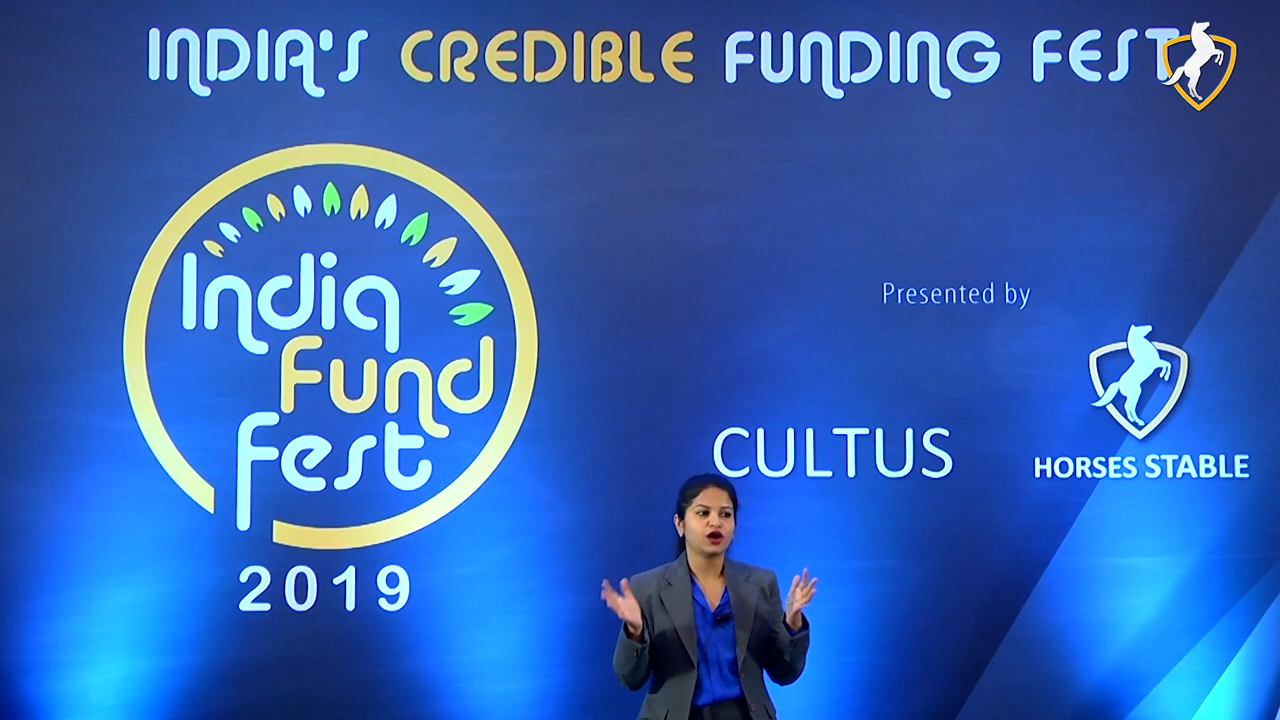 INDIA'S CREDIBLE FUNDING FEST
India
Fund
Fest
2019
Presented by
CULTUS
HORSES STABLE